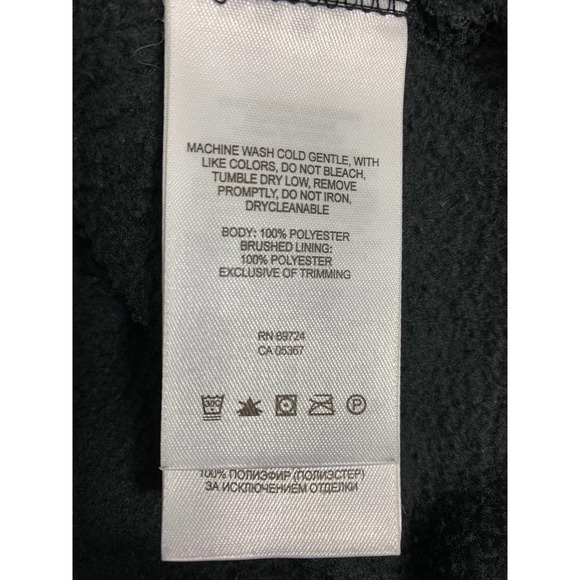 MACHINE WASH COLD GENTLE, WITH
LIKE COLORS, DO NOT BLEACH,
TUMBLE DRY LOW, REMOVE
PROMPTLY, DO NOT IRON,
DRYCLEANABLE
BODY: 100% POLYESTER
BRUSHED LINING:
100% POLYESTER
EXCLUSIVE OF TRIMMING
RN 69724
CA 05367
30C
P
100% ПОЛИЭФИР (ПОЛИЭСТЕР)
ЗА ИСКЛЮЧЕНИЕМ ОТДЕЛКИ